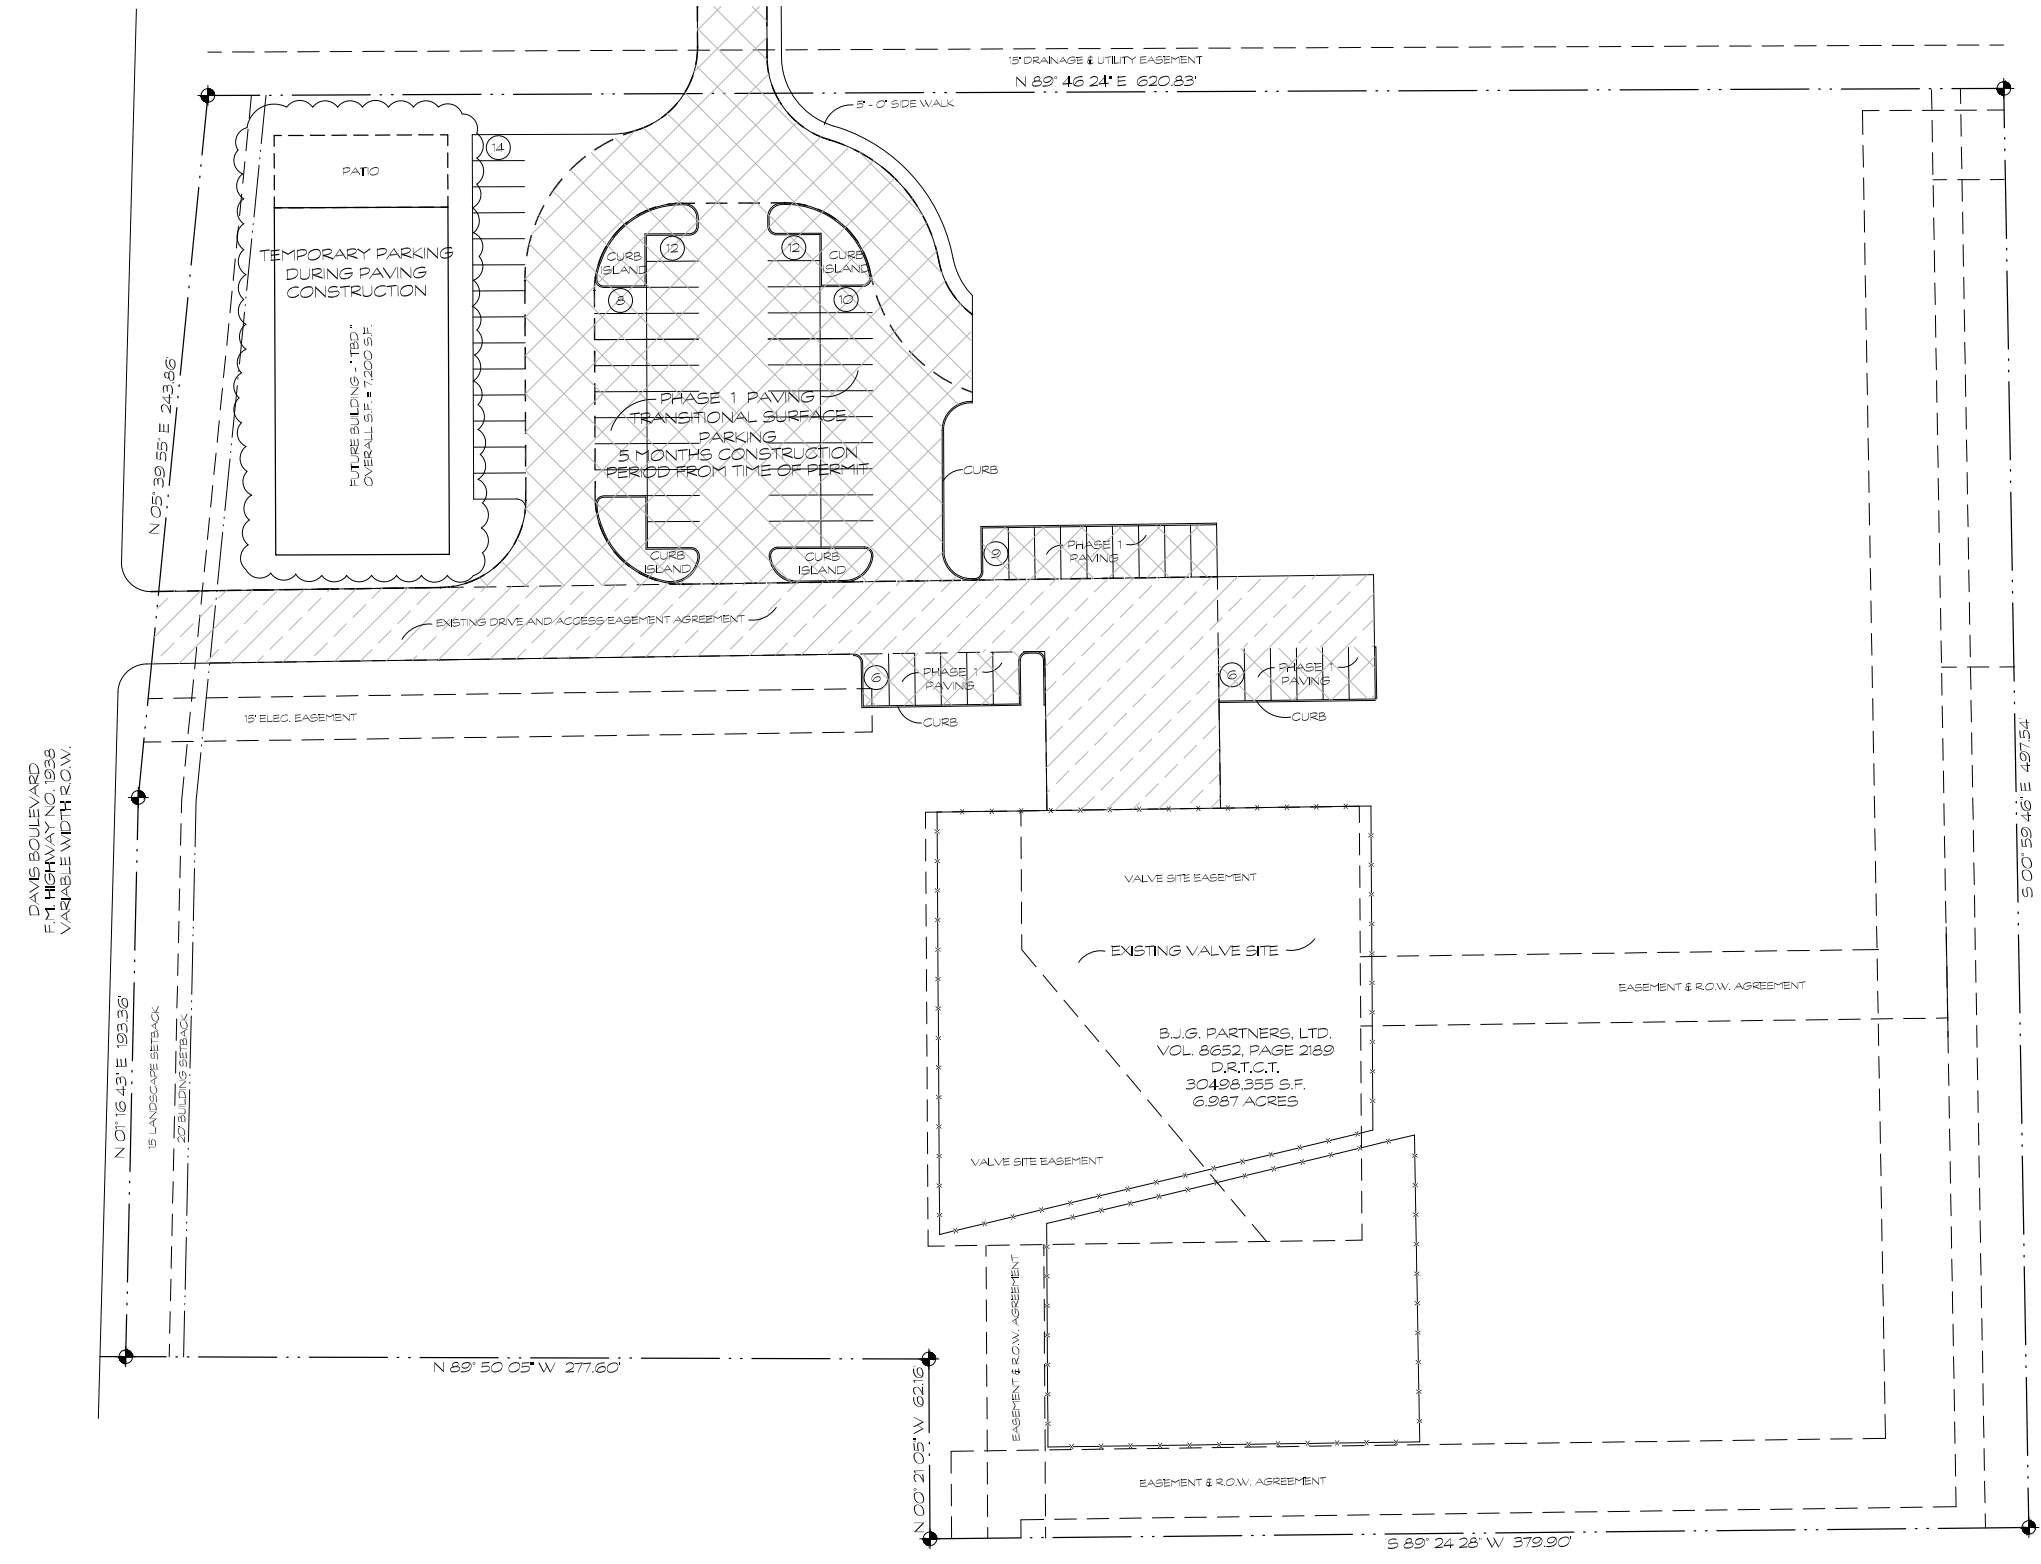 15' DRAINAGE & UTILITY EASEMENT
N 89° 46 24" E 620.83'
5' - 0" SIDE WALK
14
PATIO
TEMPORARY PARKING
DURING PAVING
CONSTRUCTION
FUTURE BUILDING - "TBD"
OVERALL S.F. = 7,200 S.F.
12
12
CURB
ISLAND
CURB
ISLAND
8
10
N 05° 39 55" E 243.86'
PHASE 1 PAVING
TRANSITIONAL SURFACE
PARKING
5 MONTHS CONSTRUCTION
PERIOD FROM TIME OF PERMIT
CURB
CURB
ISLAND
CURB
ISLAND
9
PHASE 1
PAVING
EXISTING DRIVE AND ACCESS EASEMENT AGREEMENT
6
PHASE 1
PAVING
6
PHASE 1
PAVING
15' ELEC. EASEMENT
CURB
CURB
DAVIS BOULEVARD
F.M. HIGHWAY NO. 1938
VARIABLE WIDTH R.O.W.
S 00° 59 46" E 497.54'
VALVE SITE EASEMENT
EXISTING VALVE SITE
EASEMENT & R.O.W. AGREEMENT
B.J.G. PARTNERS, LTD.
VOL. 8652, PAGE 2189
D.R.T.C.T.
30498,355 S.F.
6.987 ACRES
N 01° 16 43" E 193.36'
15 LANDSCAPE SETBACK
20' BUILDING SETBACK
VALVE SITE EASEMENT
EASEMENT & R.O.W. AGREEMENT
N 89° 50 05" W 277.60'
N 00° 21 05" W 62.16'
EASEMENT & R.O.W. AGREEMENT
S 89° 24 28" W 379.90'